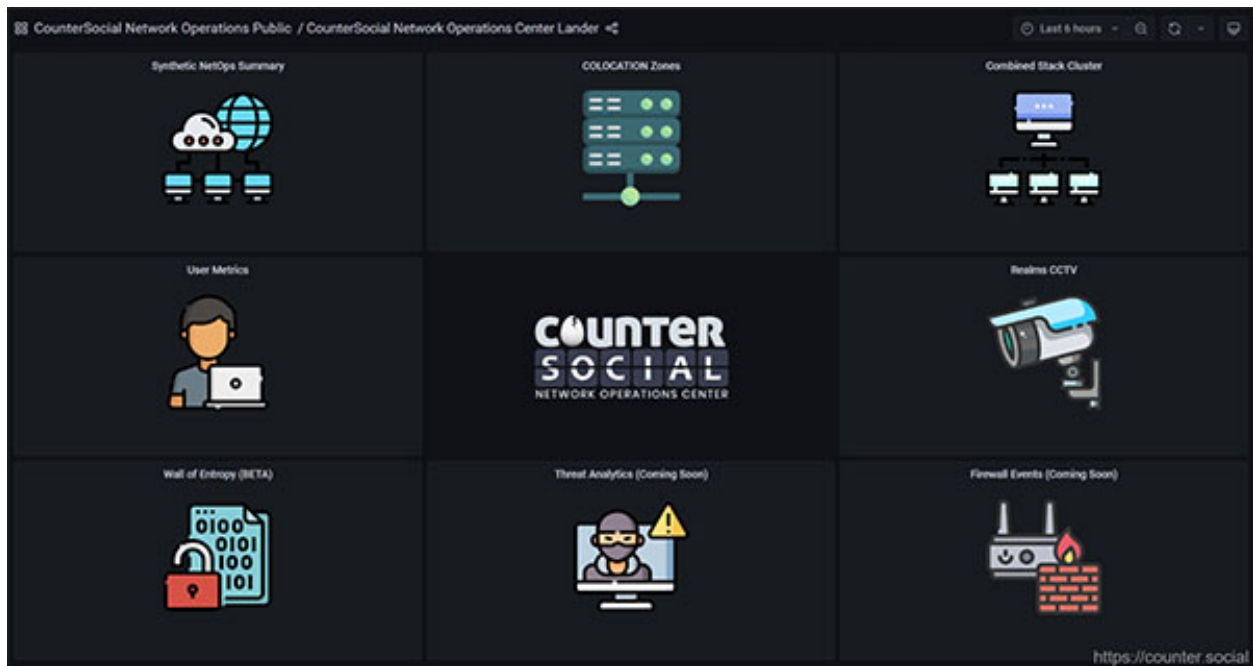 CounterSocial Network Operations Public / CounterSocial Network Operations Center Lander
Last 6 hours
Synthetic NetOps Summary
COLOCATION Zones
Combined Stack Cluster
User Metrics
COUNTER
SOCIAL
NETWORK OPERATIONS CENTER
Realms CCTV
Wall of Entropy (BETA)
Threat Analytics (Coming Soon)
Firewall Events (Coming Soon)
0100
0101
100
101
https://counter.social